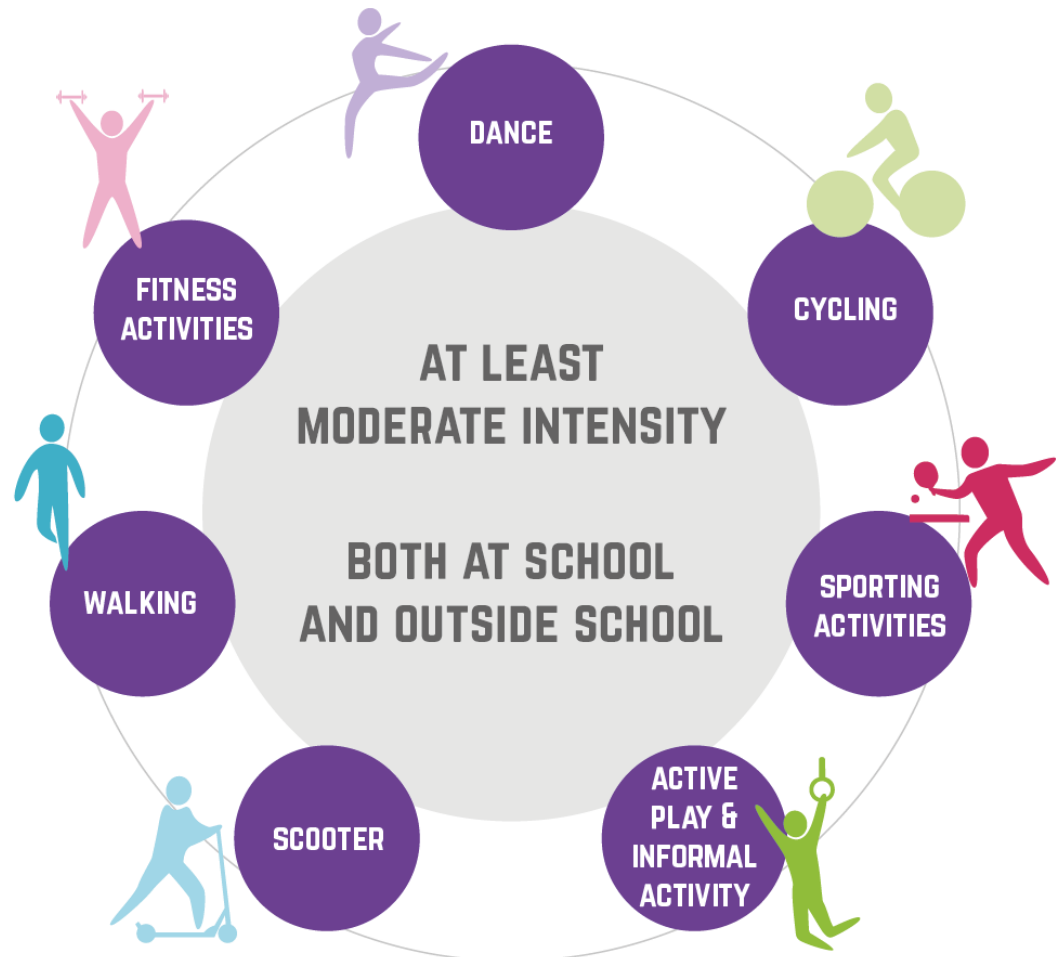 DANCE
CYCLING
SPORTING
ACTIVITIES
ACTIVE
PLAY &
INFORMAL
ACTIVITY
SCOOTER
WALKING
FITNESS
ACTIVITIES
AT LEAST
MODERATE INTENSITY
BOTH AT SCHOOL
AND OUTSIDE SCHOOL